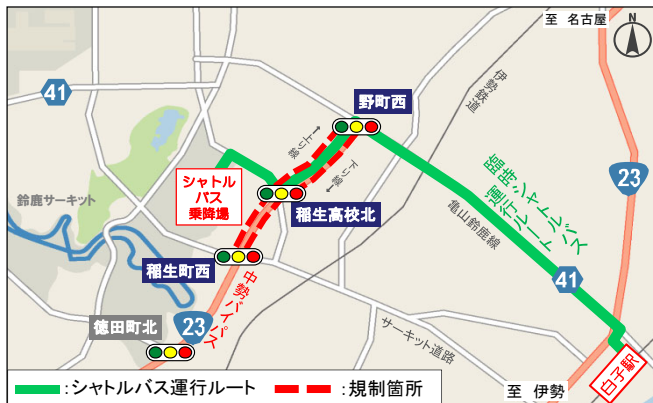 至 名古屋
N
41
野町西
伊勢鉄道
↑上り線
下り線↓
シャトル
バス
乗降場
鈴鹿サーキット
稲生高校北
臨時シャトルバス
運行ルート
23
亀山鈴鹿線
稲生町西
中勢バイパス
41
徳田町北
23
サーキット道路
白子駅
至 伊勢
:シャトルバス運行ルート
:規制箇所